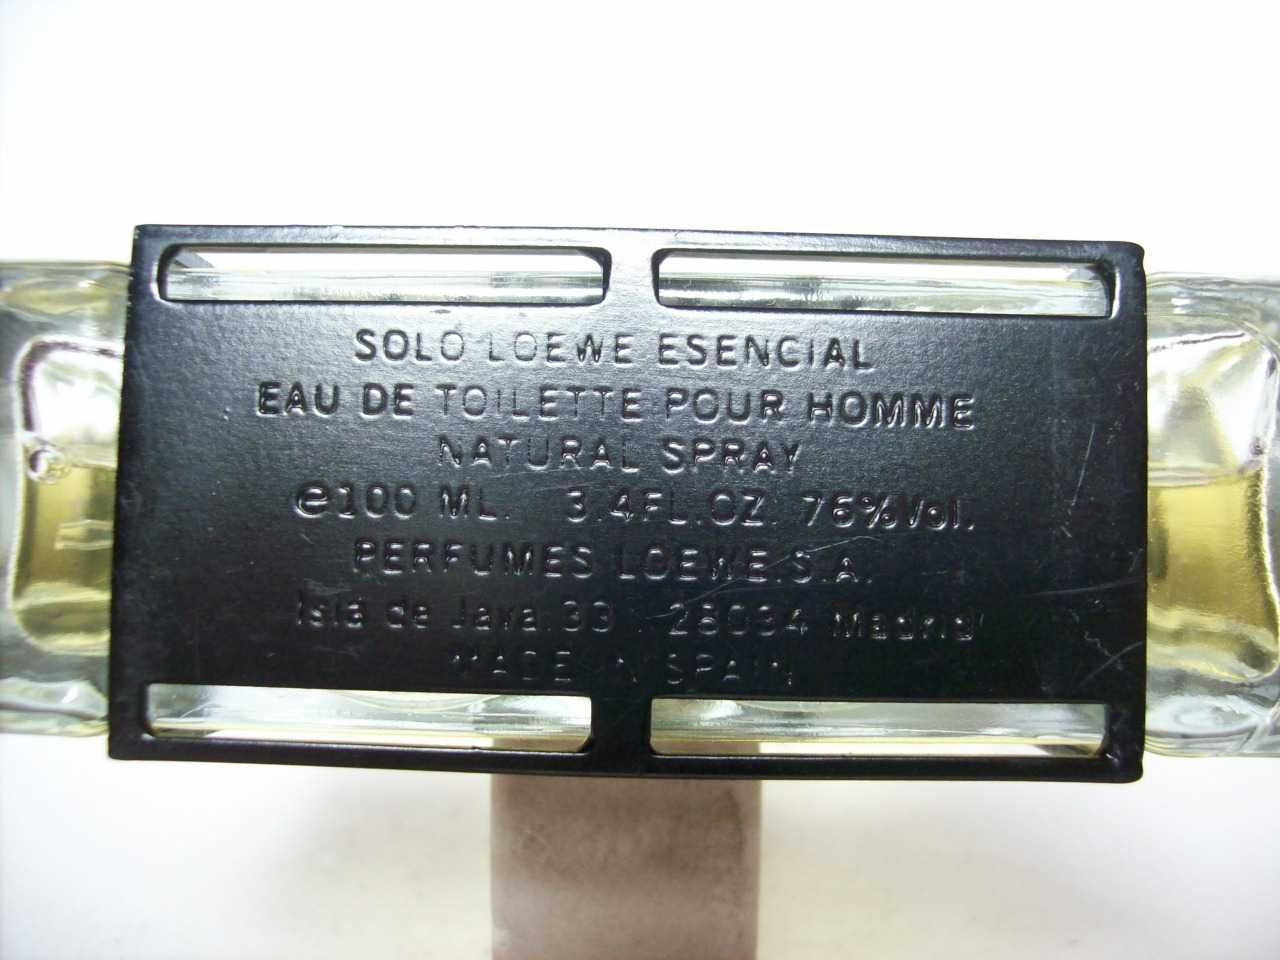 SOLO LOEWE ESENCIAL
EAU DE TOILETTE POUR HOMME
NATURAL SPRAY
℮100 ML. 3.4FL.OZ. 76%Vol.
PERFUMES LOEWE.S.A.
Isla de Java.33 . 28034 Madrid
MADE IN SPAIN